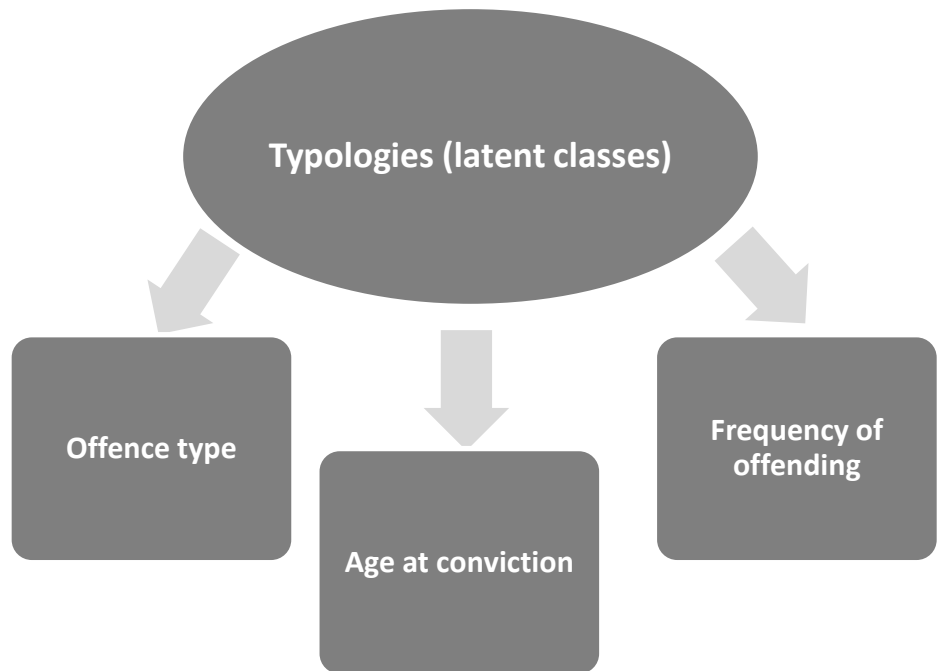 Typologies (latent classes)
Offence type
Age at conviction
Frequency of
offending